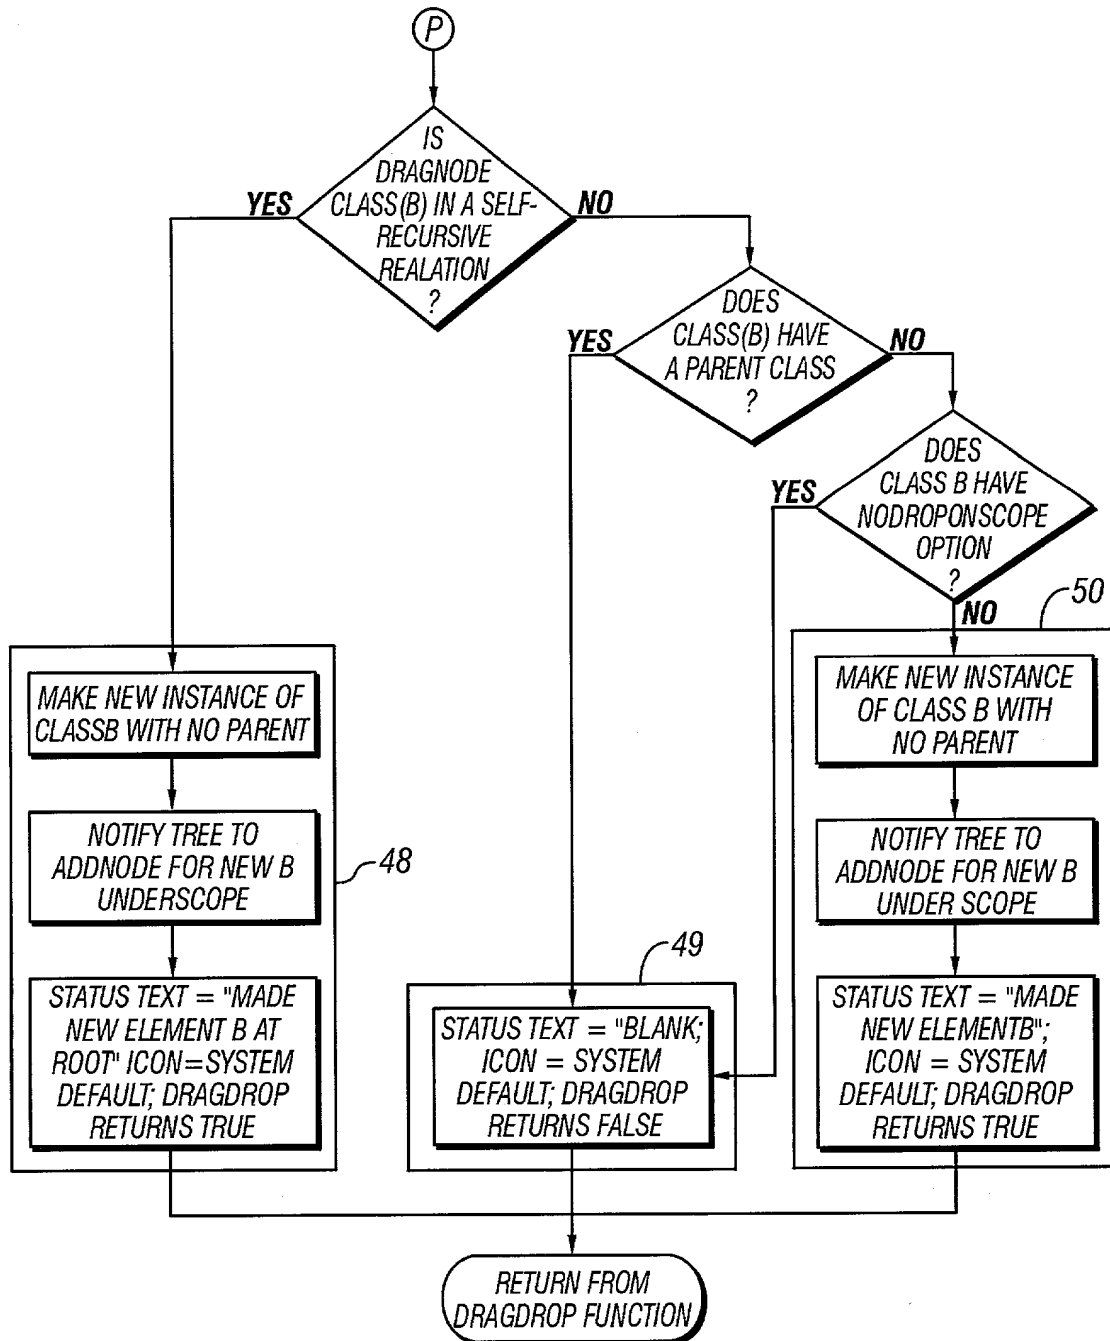 P
IS
DRAGNODE
CLASS(B) IN A SELF-
RECURSIVE
REALATION
?
YES
NO
DOES
CLASS(B) HAVE
A PARENT CLASS
?
YES
NO
DOES
CLASS B HAVE
NODROPONSCOPE
OPTION
?
YES
NO
50
MAKE NEW INSTANCE OF
CLASSB WITH NO PARENT
NOTIFY TREE TO
ADDNODE FOR NEW B
UNDERSCOPE
STATUS TEXT = "MADE
NEW ELEMENT B AT
ROOT" ICON=SYSTEM
DEFAULT; DRAGDROP
RETURNS TRUE
48
49
STATUS TEXT = "BLANK;
ICON = SYSTEM
DEFAULT; DRAGDROP
RETURNS FALSE
MAKE NEW INSTANCE
OF CLASS B WITH
NO PARENT
NOTIFY TREE TO
ADDNODE FOR NEW B
UNDER SCOPE
STATUS TEXT = "MADE
NEW ELEMENTB";
ICON = SYSTEM
DEFAULT; DRAGDROP
RETURNS TRUE
RETURN FROM
DRAGDROP FUNCTION